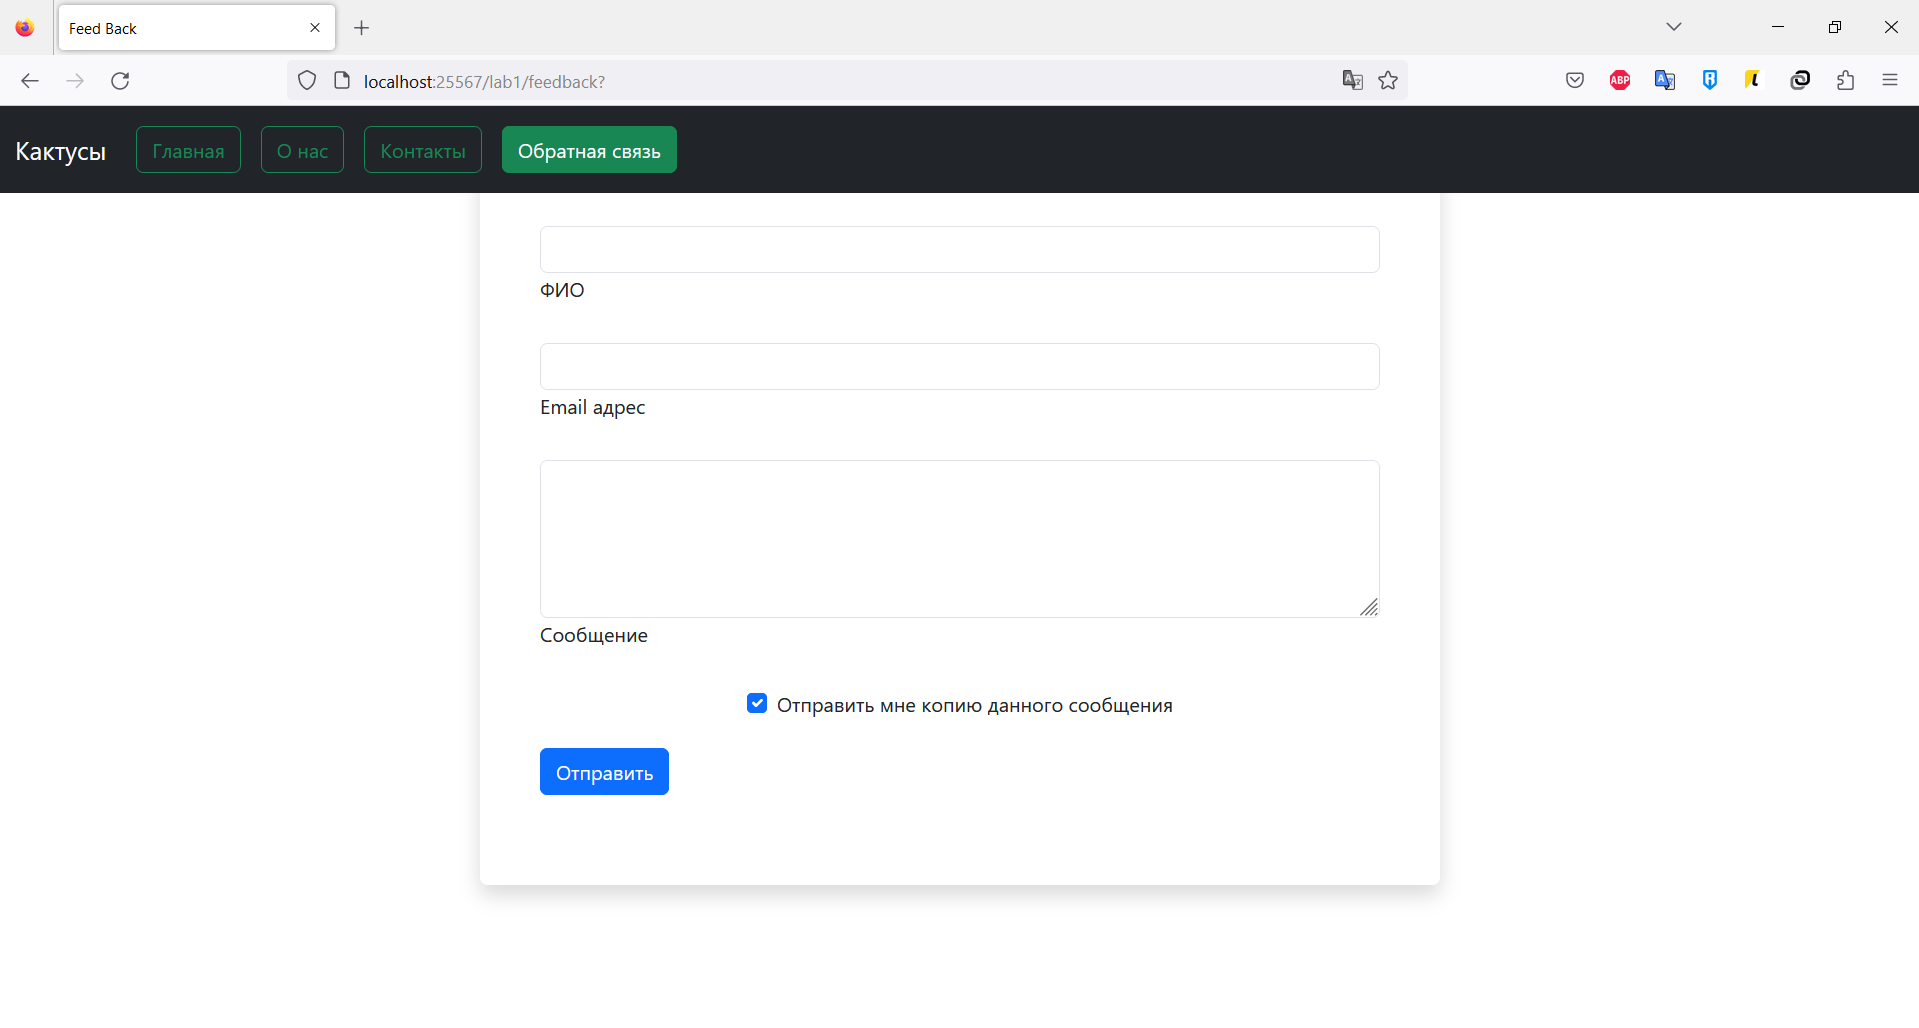 Feed Back
localhost:25567/lab1/feedback?
ABP
Кактусы Главная О нас Контакты Обратная связь
ФИО
Email адрес
Сообщение
Отправить мне копию данного сообщения
Отправить